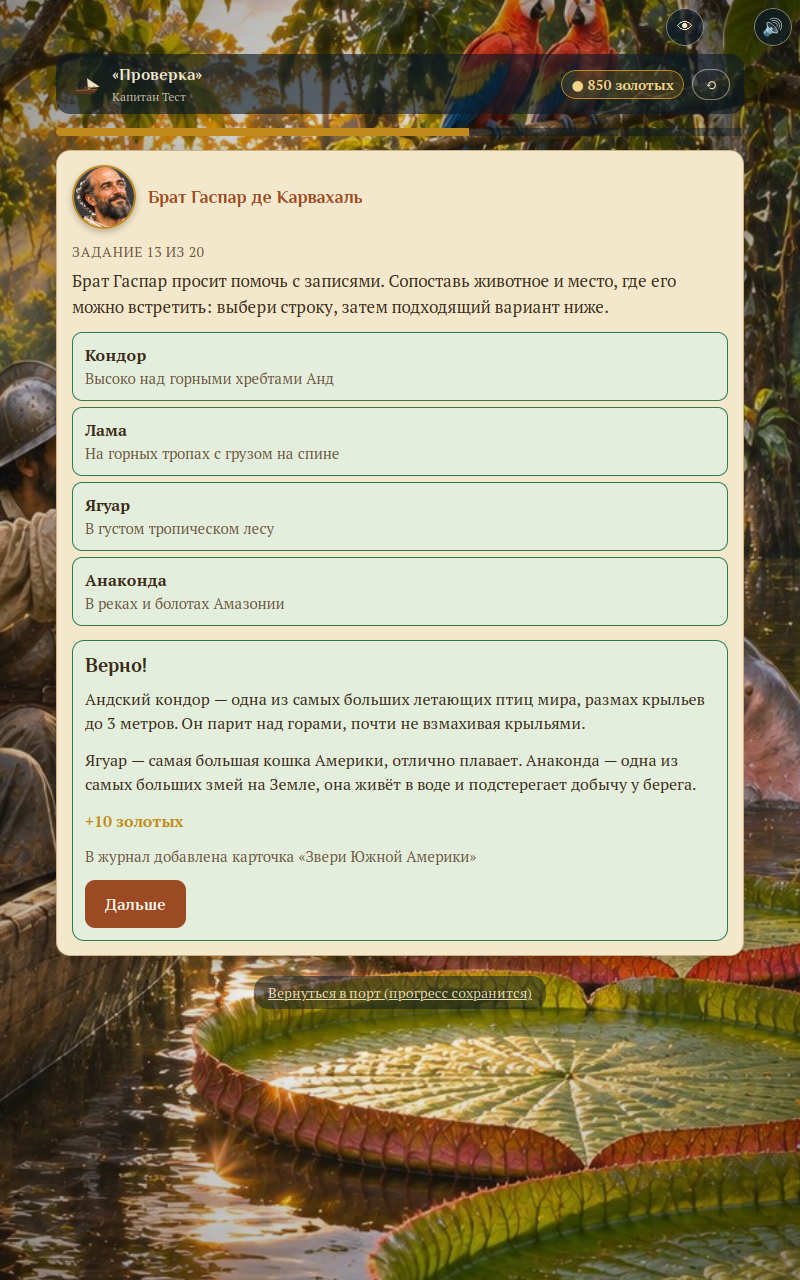 «Проверка»
Капитан Тест
850 золотых
Брат Гаспар де Карвахаль
ЗАДАНИЕ 13 ИЗ 20
Брат Гаспар просит помочь с записями. Сопоставь животное и место, где его
можно встретить: выбери строку, затем подходящий вариант ниже.
Кондор
Высоко над горными хребтами Анд
Лама
На горных тропах с грузом на спине
Ягуар
В густом тропическом лесу
Анаконда
В реках и болотах Амазонии
Верно!
Андский кондор — одна из самых больших летающих птиц мира, размах крыльев
до 3 метров. Он парит над горами, почти не взмахивая крыльями.
Ягуар — самая большая кошка Америки, отлично плавает. Анаконда — одна из
самых больших змей на Земле, она живёт в воде и подстерегает добычу у берега.
+10 золотых
В журнал добавлена карточка «Звери Южной Америки»
Дальше
Вернуться в порт (прогресс сохранится)